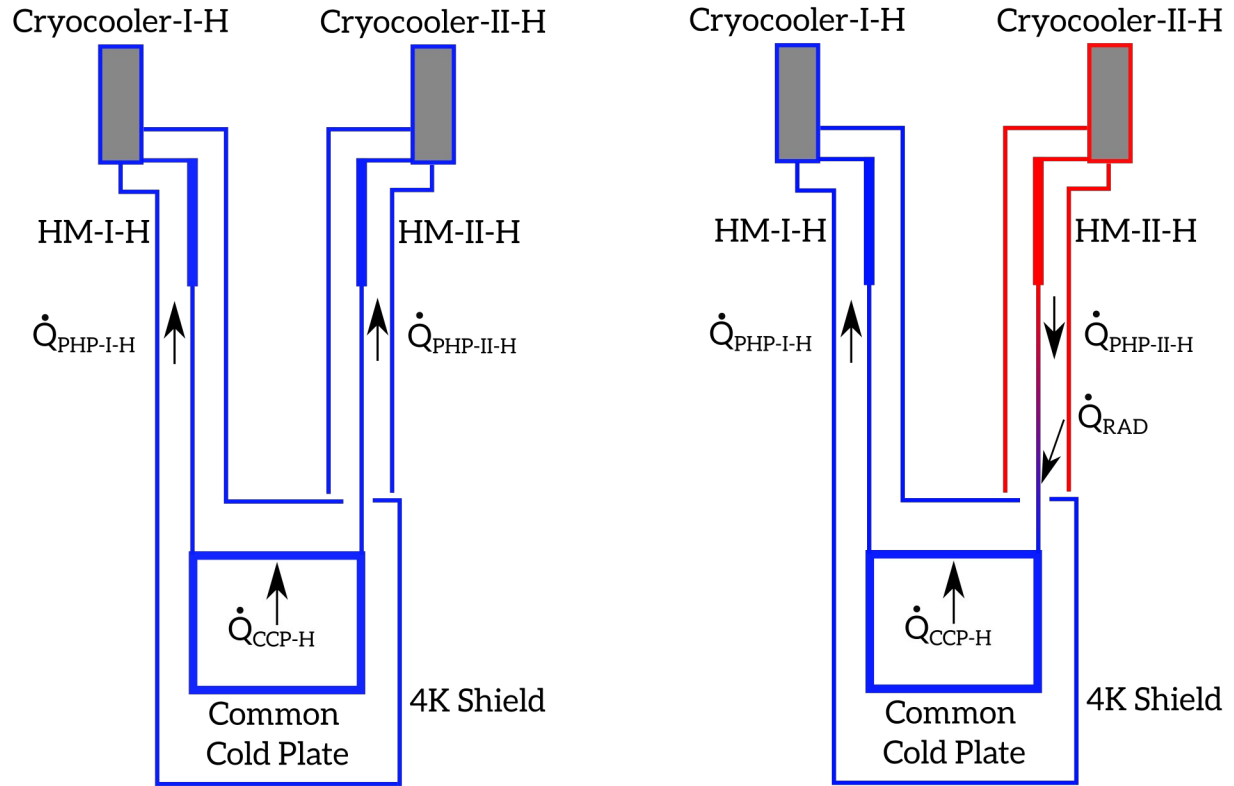 Cryocooler-I-H
Cryocooler-II-H
HM-I-H
HM-II-H
Q̇PHP-I-H
Q̇PHP-II-H
Q̇CCP-H
4K Shield
Common
Cold Plate
Cryocooler-I-H
Cryocooler-II-H
HM-I-H
HM-II-H
Q̇PHP-I-H
Q̇PHP-II-H
Q̇RAD
Q̇CCP-H
4K Shield
Common
Cold Plate